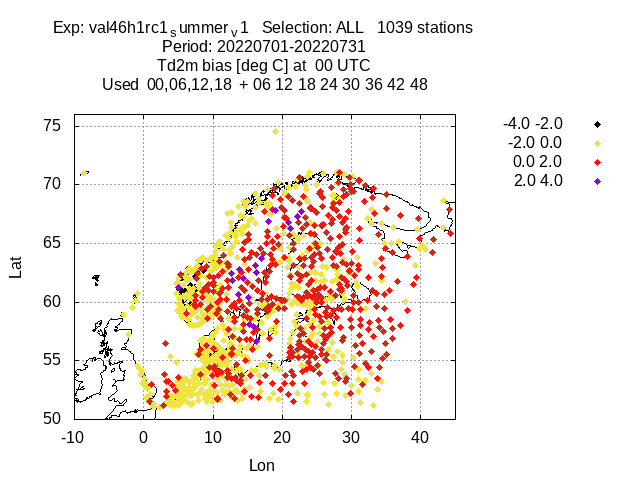 Exp: val46h1rc1summerv1 Selection: ALL 1039 stations
Period: 20220701-20220731
Td2m bias [deg C] at 00 UTC
Used 00,06,12,18 + 06 12 18 24 30 36 42 48
-4.0 -2.0
-2.0 0.0
0.0 2.0
2.0 4.0
75
70
65
60
55
50
Lat
-10 0 10 20 30 40
Lon